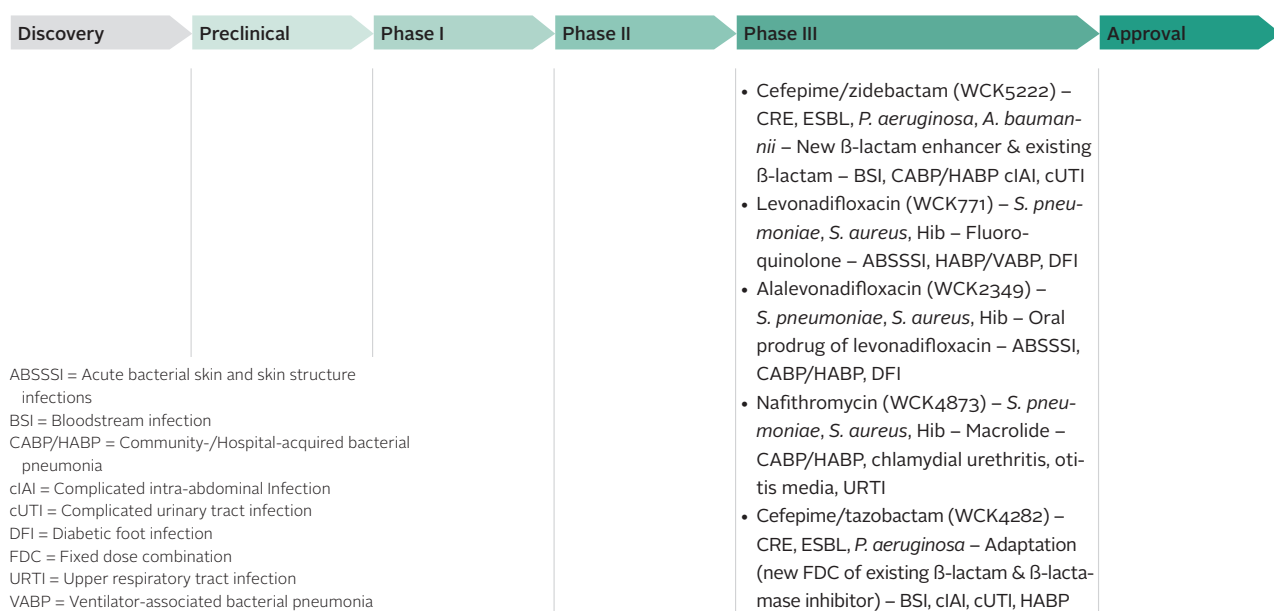 Discovery
Preclinical
Phase I
Phase II
Phase III
Approval
• Cefepime/zidebactam (WCK5222) –
CRE, ESBL, P. aeruginosa, A. bauman-
nii – New ß-lactam enhancer & existing
ß-lactam – BSI, CABP/HABP cIAI, cUTI
• Levonadifloxacin (WCK771) – S. pneu-
moniae, S. aureus, Hib – Fluoro-
quinolone – ABSSSI, HABP/VABP, DFI
• Alalevonadifloxacin (WCK2349) –
S. pneumoniae, S. aureus, Hib – Oral
prodrug of levonadifloxacin – ABSSSI,
CABP/HABP, DFI
• Nafithromycin (WCK4873) – S. pneu-
moniae, S. aureus, Hib – Macrolide –
CABP/HABP, chlamydial urethritis, oti-
tis media, URTI
• Cefepime/tazobactam (WCK4282) –
CRE, ESBL, P. aeruginosa – Adaptation
(new FDC of existing ß-lactam & ß-lacta-
mase inhibitor) – BSI, cIAI, cUTI, HABP
ABSSSI = Acute bacterial skin and skin structure
infections
BSI = Bloodstream infection
CABP/HABP = Community-/Hospital-acquired bacterial
pneumonia
cIAI = Complicated intra-abdominal Infection
cUTI = Complicated urinary tract infection
DFI = Diabetic foot infection
FDC = Fixed dose combination
URTI = Upper respiratory tract infection
VABP = Ventilator-associated bacterial pneumonia